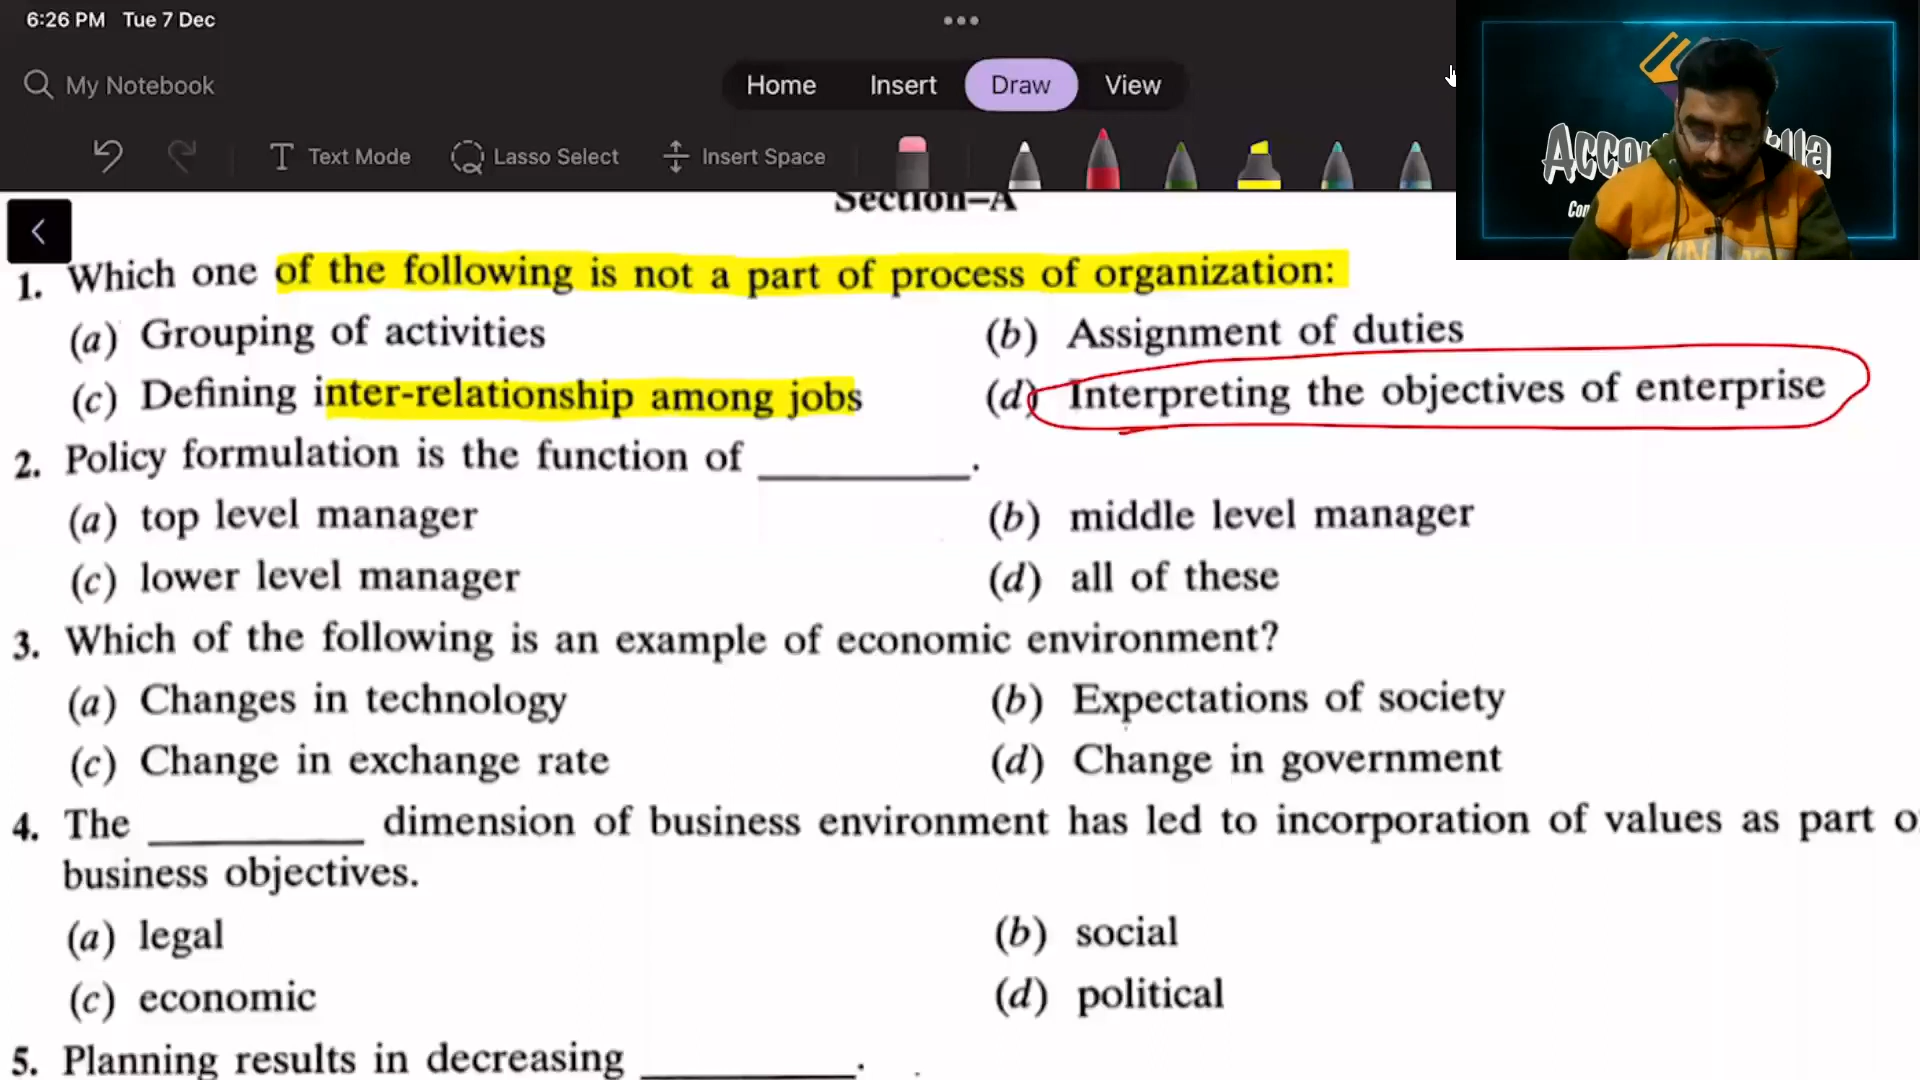 6:26 PM Tue 7 Dec
My Notebook
Home Insert Draw View
Text Mode Lasso Select Insert Space
Section–A
1. Which one of the following is not a part of process of organization:
(a) Grouping of activities (b) Assignment of duties
(c) Defining inter-relationship among jobs (d) Interpreting the objectives of enterprise
2. Policy formulation is the function of __________.
(a) top level manager (b) middle level manager
(c) lower level manager (d) all of these
3. Which of the following is an example of economic environment?
(a) Changes in technology (b) Expectations of society
(c) Change in exchange rate (d) Change in government
4. The __________ dimension of business environment has led to incorporation of values as part o
business objectives.
(a) legal (b) social
(c) economic (d) political
5. Planning results in decreasing __________.